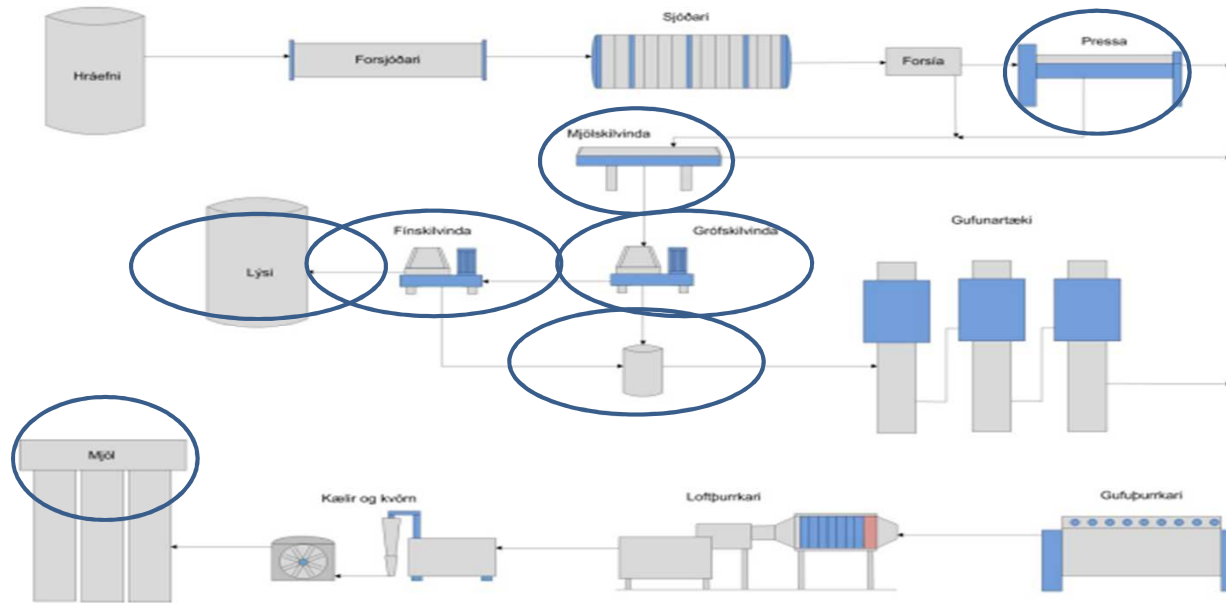 Sjóðari
Pressa
Hráefni
Forsjóðari
Forsía
Mjölskilvinda
Gufunartæki
Fínskilvinda
Grófskilvinda
Lýsi
Mjöl
Kælir og kvörn
Loftþurrkari
Gufuþurrkari